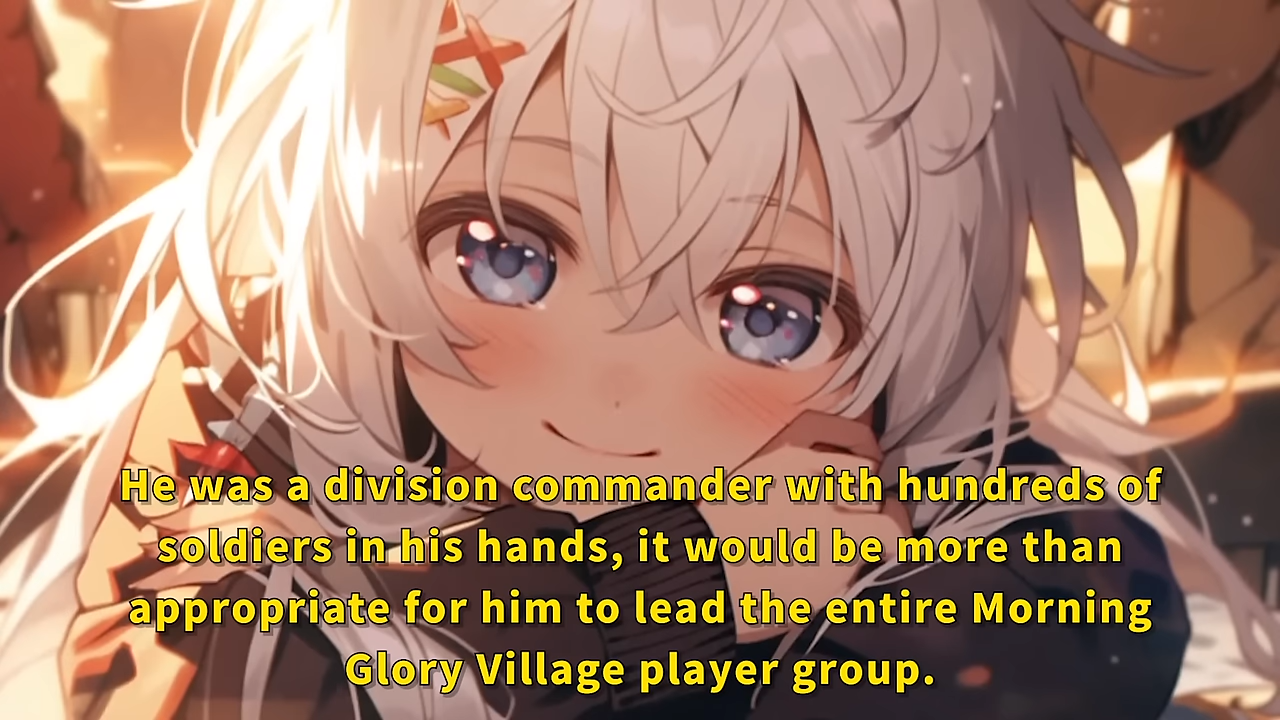 He was a division commander with hundreds of
soldiers in his hands, it would be more than
appropriate for him to lead the entire Morning
Glory Village player group.